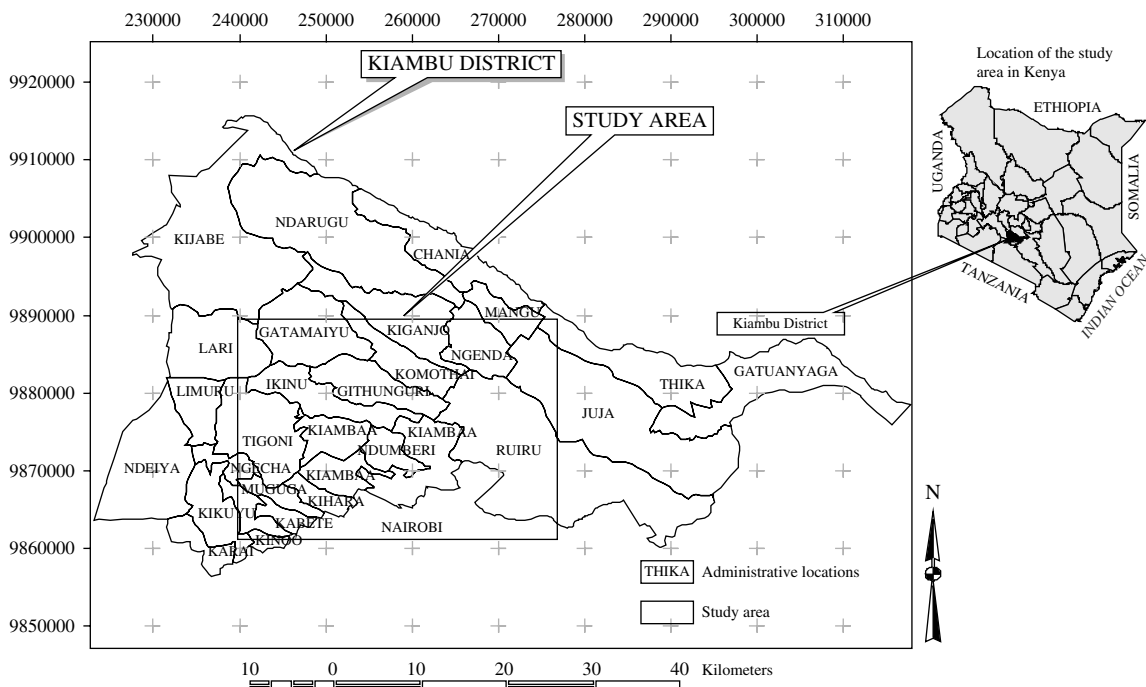 230000 240000 250000 260000 270000 280000 290000 300000 310000
9920000
9910000
9900000
9890000
9880000
9870000
9860000
9850000
KIAMBU DISTRICT
STUDY AREA
Location of the study
area in Kenya
ETHIOPIA
UGANDA
SOMALIA
TANZANIA
INDIAN OCEAN
Kiambu District
NDARUGU
KIJABE
CHANIA
MANGU
KIGANJO
GATAMAIYU
LARI
NGENDA
KOMOTHAI
THIKA
GATUANYAGA
LIMURU
IKINU
GITHUNGURI
JUJA
KIAMBAA
KIAMBAA
TIGONI
NDUMBERI
RUIRU
NDEIYA
NGECHA
KIAMBAA
MUGUGA
KIHARA
KIKUYU
KABETE
NAIROBI
KINOO
KARAI
THIKA Administrative locations
Study area
N
10 0 10 20 30 40 Kilometers